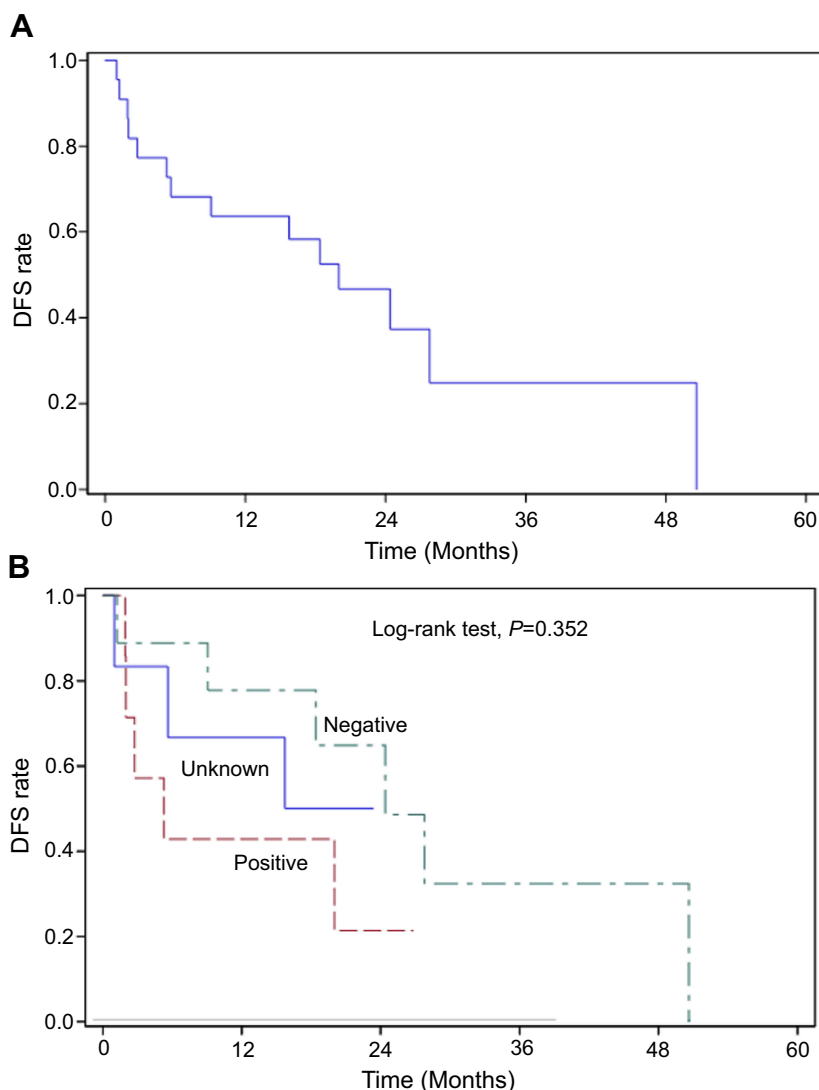 A
1.0
0.8
0.6
0.4
0.2
0.0
DFS rate
0 12 24 36 48 60
Time (Months)
B
1.0
0.8
0.6
0.4
0.2
0.0
DFS rate
Log-rank test, P=0.352
Negative
Unknown
Positive
0 12 24 36 48 60
Time (Months)